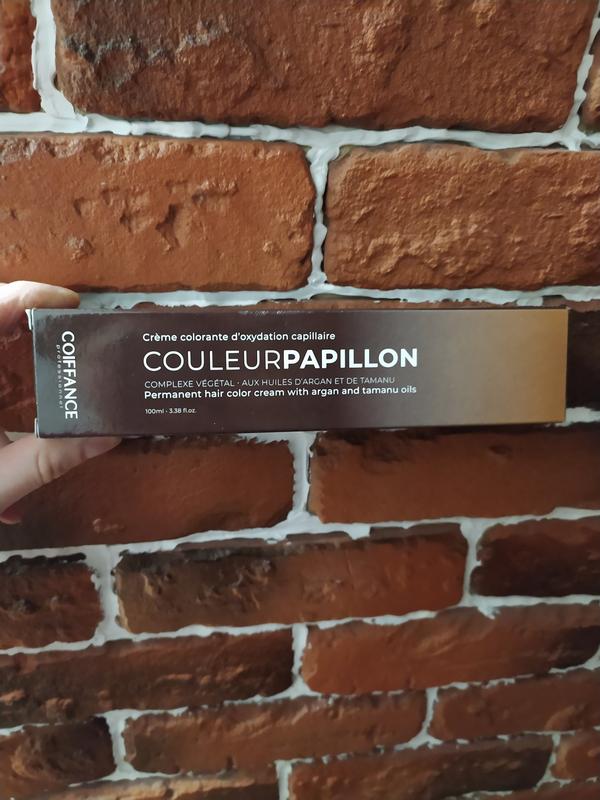 COIFFANCE
professionnel
Crème colorante d'oxydation capillaire
COULEURPAPILLON
COMPLEXE VÉGÉTAL · AUX HUILES D'ARGAN ET DE TAMANU
Permanent hair color cream with argan and tamanu oils
100ml - 3.38 fl.oz.